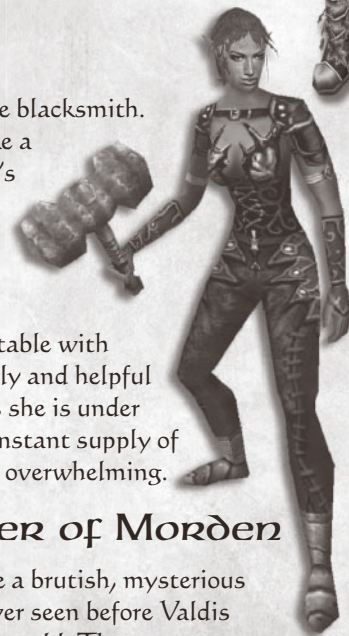 e blacksmith.
e a
's
table with
ly and helpful
she is under
nstant supply of
overwhelming.
er of Morden
e a brutish, mysterious
ver seen before Valdis